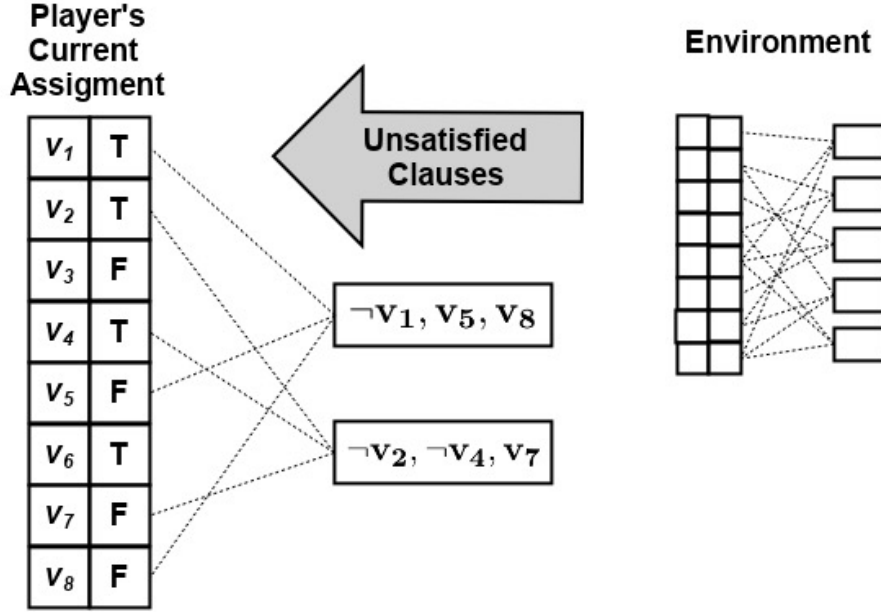 Player's
Current
Assigment
Environment
Unsatisfied
Clauses
v1 T
v2 T
v3 F
v4 T
v5 F
v6 T
v7 F
v8 F
¬v1, v5, v8
¬v2, ¬v4, v7